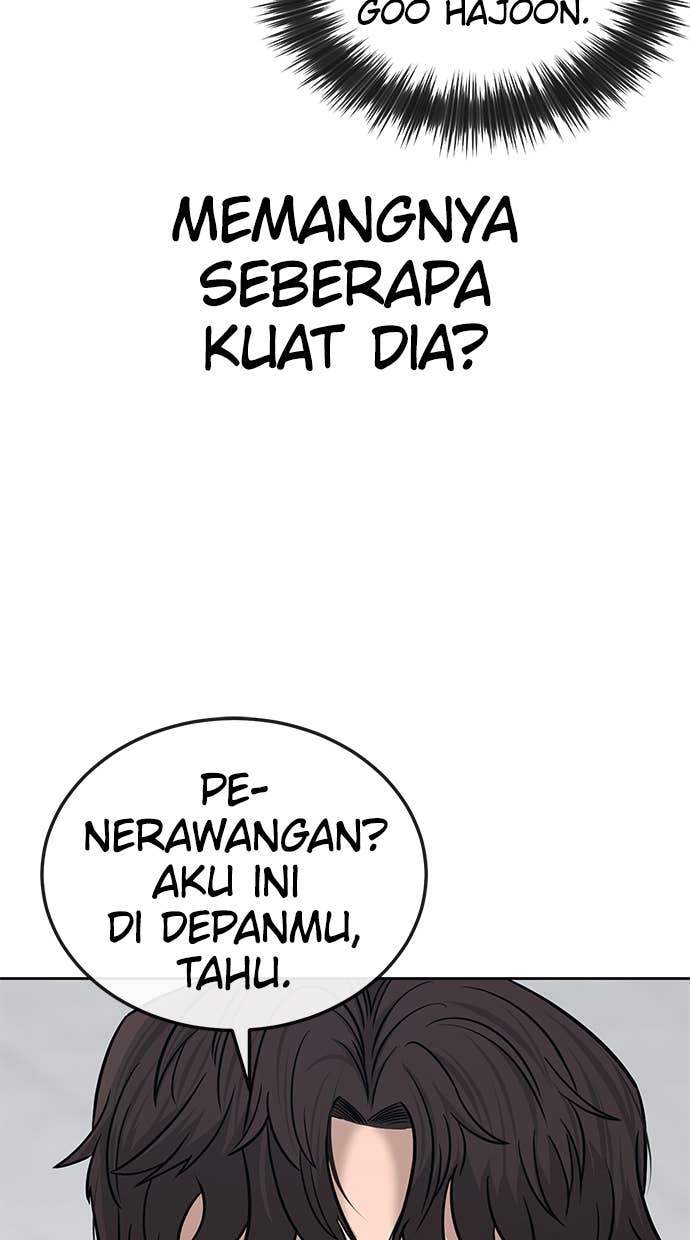 GOO HAJOON.
MEMANGNYA
SEBERAPA
KUAT DIA?
PE-
NERAWANGAN?
AKU INI
DI DEPANMU,
TAHU.